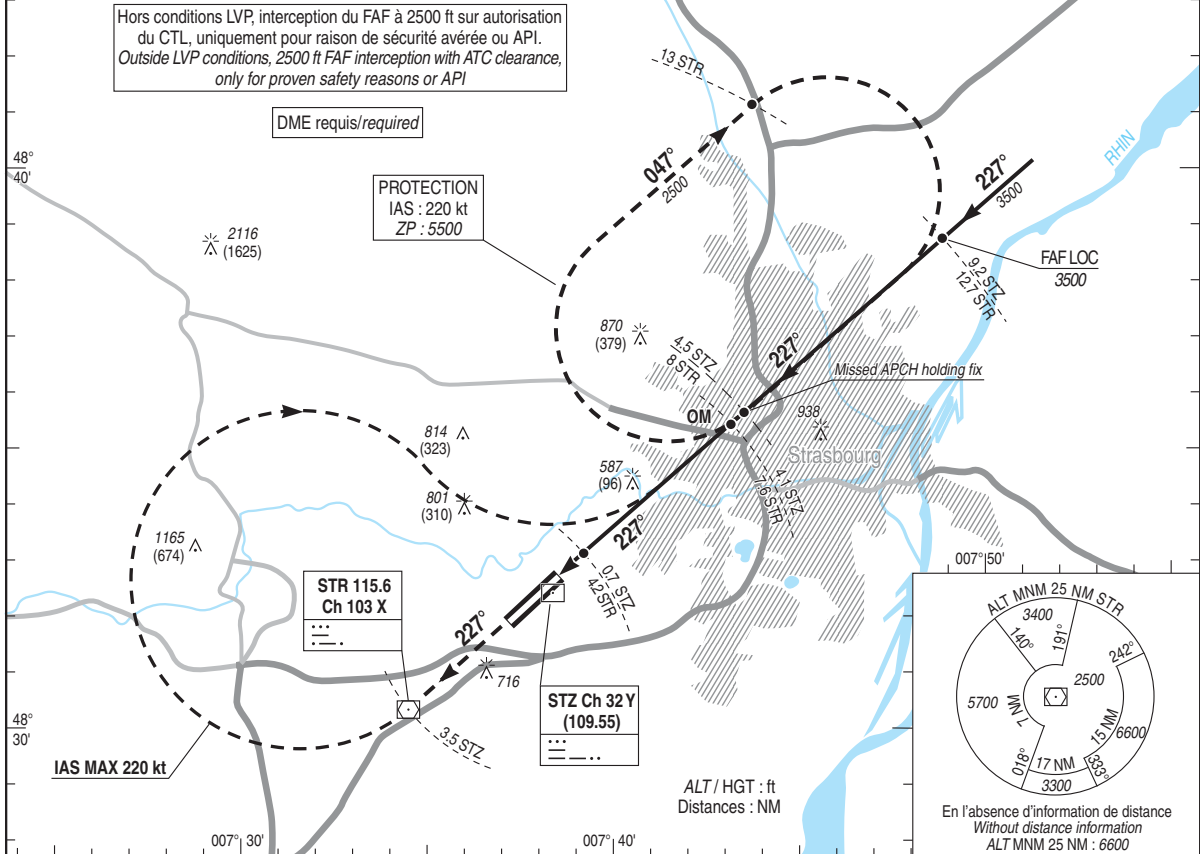 Hors conditions LVP, interception du FAF à 2500 ft sur autorisation
du CTL, uniquement pour raison de sécurité avérée ou API.
Outside LVP conditions, 2500 ft FAF interception with ATC clearance,
only for proven safety reasons or API
DME requis/required
13 STR
48°
40'
PROTECTION
IAS : 220 kt
ZP : 5500
047°
2500
227°
3500
RHIN
2116
(1625)
FAF LOC
3500
9.2 STZ
12.7 STR
870
(379)
4.5 STZ
8 STR
227°
Missed APCH holding fix
OM
938
Strasbourg
814
(323)
587
(96)
4.1 STZ
7.6 STR
801
(310)
227°
1165
(674)
0.7 STZ
4.2 STR
007° 50'
STR 115.6
Ch 103 X
227°
716
STZ Ch 32 Y
(109.55)
48°
30'
3.5 STZ
IAS MAX 220 kt
ALT / HGT : ft
Distances : NM
007° 30'
007° 40'
ALT MNM 25 NM STR
3400
140°
191°
242°
2500
5700
7 NM
15 NM
6600
018°
17 NM
333°
3300
En l'absence d'information de distance
Without distance information
ALT MNM 25 NM : 6600